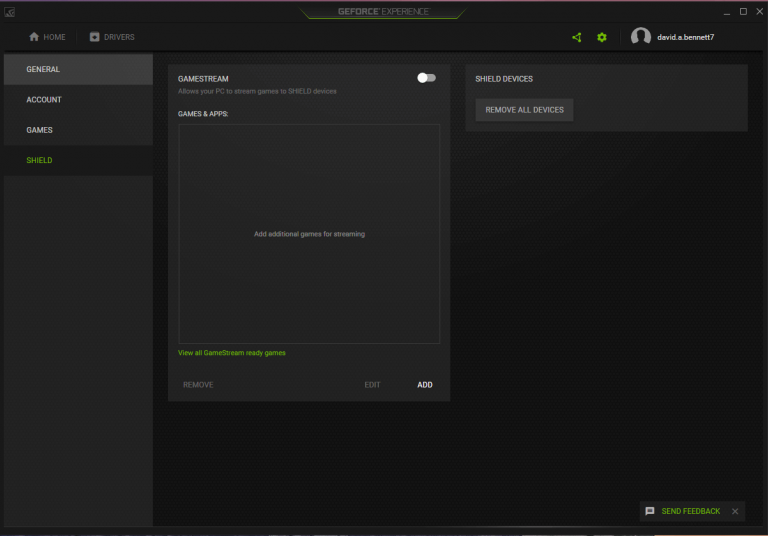 GEFORCE® EXPERIENCE
HOME
DRIVERS
david.a.bennett7
GENERAL
ACCOUNT
GAMES
SHIELD
GAMESTREAM
Allows your PC to stream games to SHIELD devices
GAMES & APPS:
Add additional games for streaming
View all GameStream ready games
REMOVE
EDIT
ADD
SHIELD DEVICES
REMOVE ALL DEVICES
SEND FEEDBACK